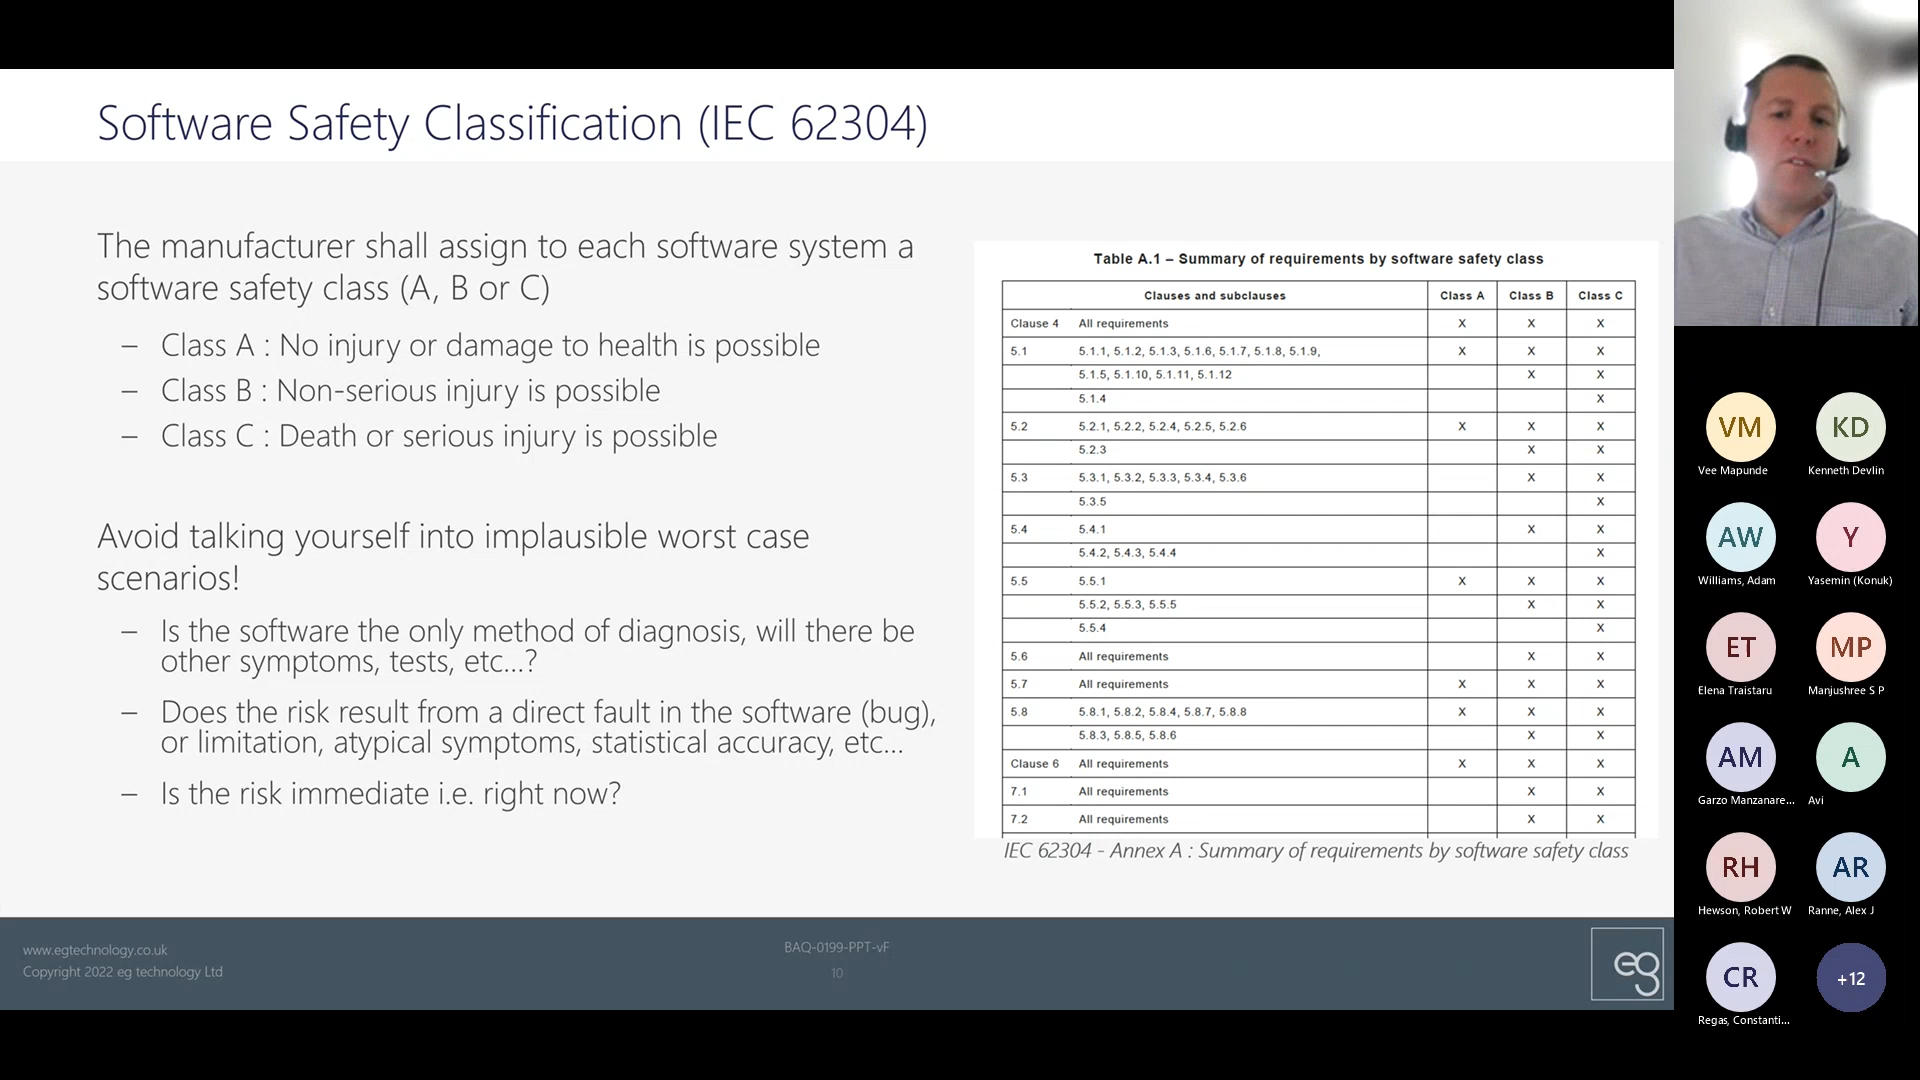 Software Safety Classification (IEC 62304)
The manufacturer shall assign to each software system a
software safety class (A, B or C)
– Class A : No injury or damage to health is possible
– Class B : Non-serious injury is possible
– Class C : Death or serious injury is possible
Avoid talking yourself into implausible worst case
scenarios!
– Is the software the only method of diagnosis, will there be
other symptoms, tests, etc...?
– Does the risk result from a direct fault in the software (bug),
or limitation, atypical symptoms, statistical accuracy, etc...
– Is the risk immediate i.e. right now?
Table A.1 – Summary of requirements by software safety class
Clauses and subclauses Class A Class B Class C
Clause 4 All requirements X X X
5.1 5.1.1, 5.1.2, 5.1.3, 5.1.6, 5.1.7, 5.1.8, 5.1.9, X X X
5.1.5, 5.1.10, 5.1.11, 5.1.12 X X
5.1.4 X
5.2 5.2.1, 5.2.2, 5.2.4, 5.2.5, 5.2.6 X X X
5.2.3 X X
5.3 5.3.1, 5.3.2, 5.3.3, 5.3.4, 5.3.6 X X
5.3.5 X
5.4 5.4.1 X X
5.4.2, 5.4.3, 5.4.4 X
5.5 5.5.1 X X X
5.5.2, 5.5.3, 5.5.5 X X
5.5.4 X
5.6 All requirements X X
5.7 All requirements X X X
5.8 5.8.1, 5.8.2, 5.8.4, 5.8.7, 5.8.8 X X X
5.8.3, 5.8.5, 5.8.6 X X
Clause 6 All requirements X X X
7.1 All requirements X X
7.2 All requirements X X
IEC 62304 - Annex A : Summary of requirements by software safety class
www.egtechnology.co.uk
Copyright 2022 eg technology Ltd
BAQ-0199-PPT-vF
10
eg
VM KD
Vee Mapunde Kenneth Devlin
AW Y
Williams, Adam Yasemin (Konuk)
ET MP
Elena Traistaru Manjushree S P
AM A
Garzo Manzanare... Avi
RH AR
Hewson, Robert W Ranne, Alex J
CR +12
Regas, Constanti...